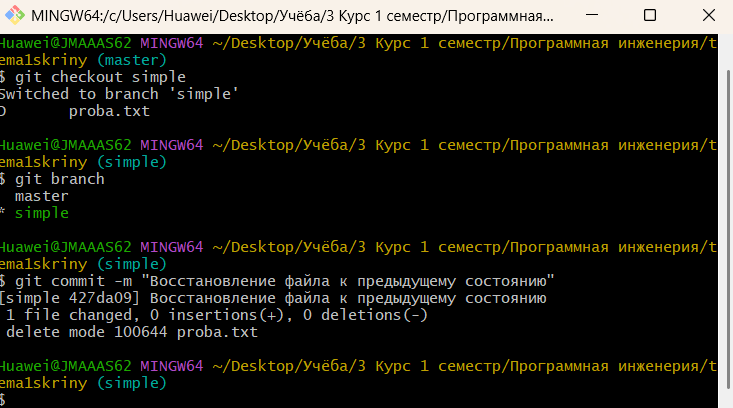 MINGW64:/c/Users/Huawei/Desktop/Учёба/3 Курс 1 семестр/Программная...
Huawei@JMAAAS62 MINGW64 ~/Desktop/Учёба/3 Курс 1 семестр/Программная инженерия/t
ema1skriny (master)
$ git checkout simple
Switched to branch 'simple'
D       proba.txt
Huawei@JMAAAS62 MINGW64 ~/Desktop/Учёба/3 Курс 1 семестр/Программная инженерия/t
ema1skriny (simple)
$ git branch
  master
* simple
Huawei@JMAAAS62 MINGW64 ~/Desktop/Учёба/3 Курс 1 семестр/Программная инженерия/t
ema1skriny (simple)
$ git commit -m "Восстановление файла к предыдущему состоянию"
[simple 427da09] Восстановление файла к предыдущему состоянию
 1 file changed, 0 insertions(+), 0 deletions(-)
 delete mode 100644 proba.txt
Huawei@JMAAAS62 MINGW64 ~/Desktop/Учёба/3 Курс 1 семестр/Программная инженерия/t
ema1skriny (simple)
$